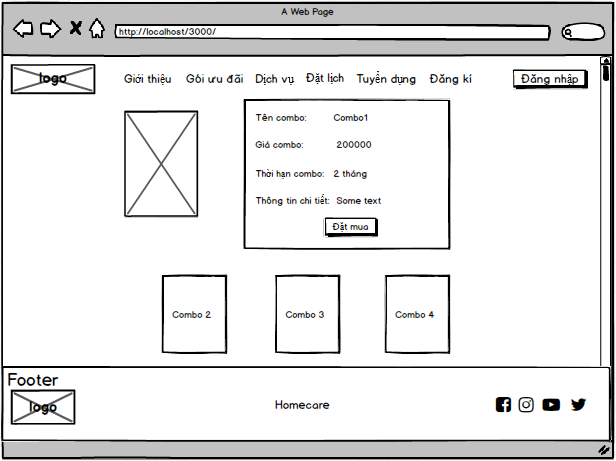 A Web Page
http://localhost/3000/
logo
Giới thiệu Gói ưu đãi Dịch vụ Đặt lịch Tuyển dụng Đăng kí Đăng nhập
Tên combo: Combo1
Giá combo: 200000
Thời hạn combo: 2 tháng
Thông tin chi tiết: Some text
Đặt mua
Combo 2 Combo 3 Combo 4
Footer
logo
Homecare